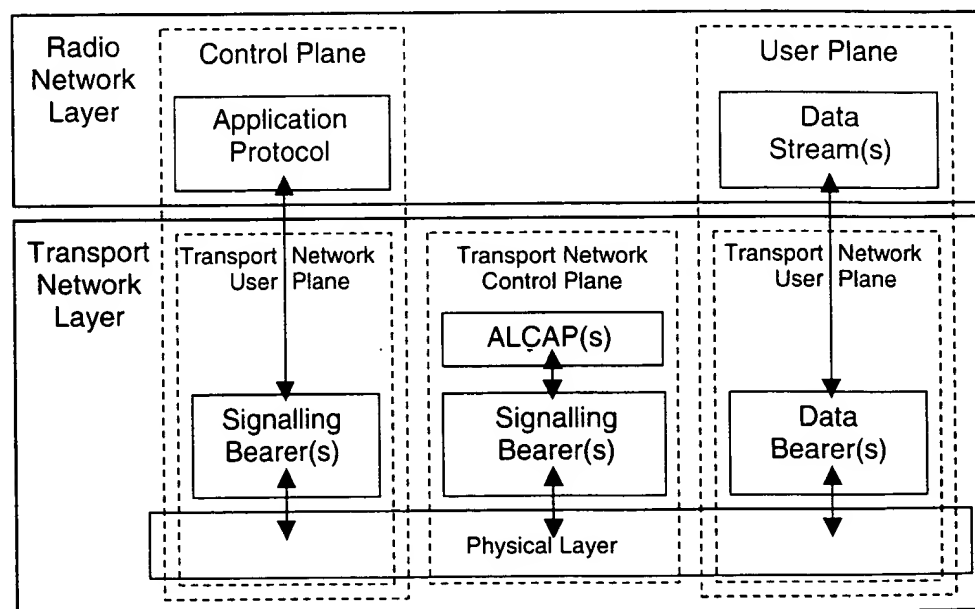 Radio
Network
Layer
Control Plane
User Plane
Application
Protocol
Data
Stream(s)
Transport
Network
Layer
Transport Network
User Plane
Transport Network
Control Plane
Transport Network
User Plane
ALCAP(s)
Signalling
Bearer(s)
Signalling
Bearer(s)
Data
Bearer(s)
Physical Layer